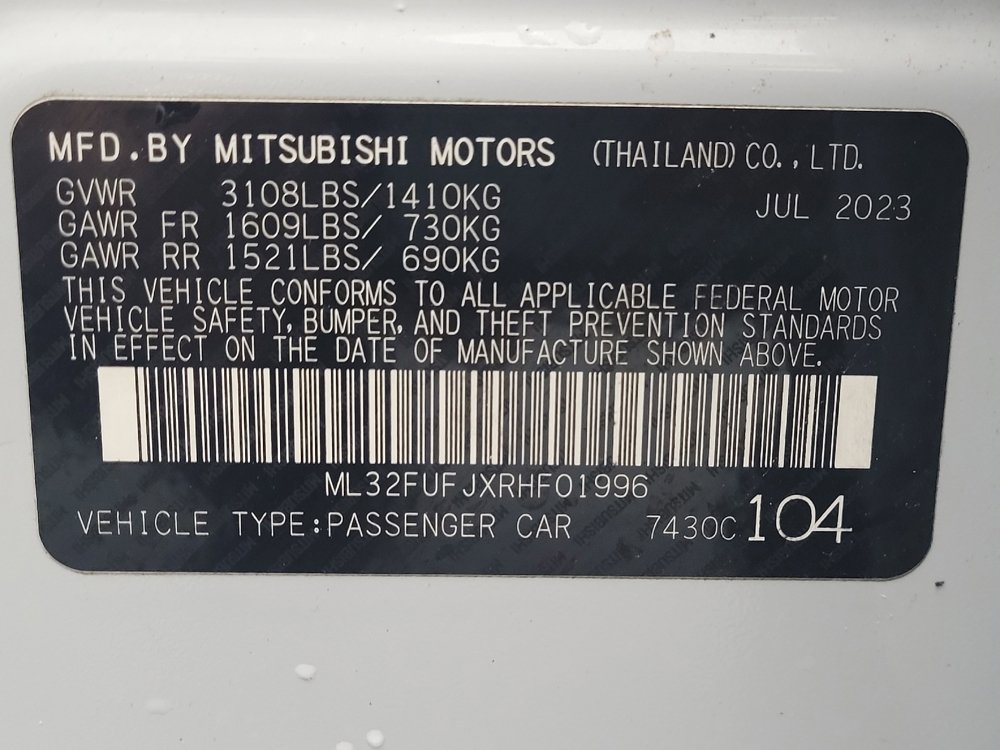 MFD.BY MITSUBISHI MOTORS (THAILAND) CO., LTD.
GVWR 3108LBS/1410KG JUL 2023
GAWR FR 1609LBS/ 730KG
GAWR RR 1521LBS/ 690KG
THIS VEHICLE CONFORMS TO ALL APPLICABLE FEDERAL MOTOR
VEHICLE SAFETY, BUMPER, AND THEFT PREVENTION STANDARDS
IN EFFECT ON THE DATE OF MANUFACTURE SHOWN ABOVE.
ML32FUFJXRHF01996
VEHICLE TYPE:PASSENGER CAR 7430C 104